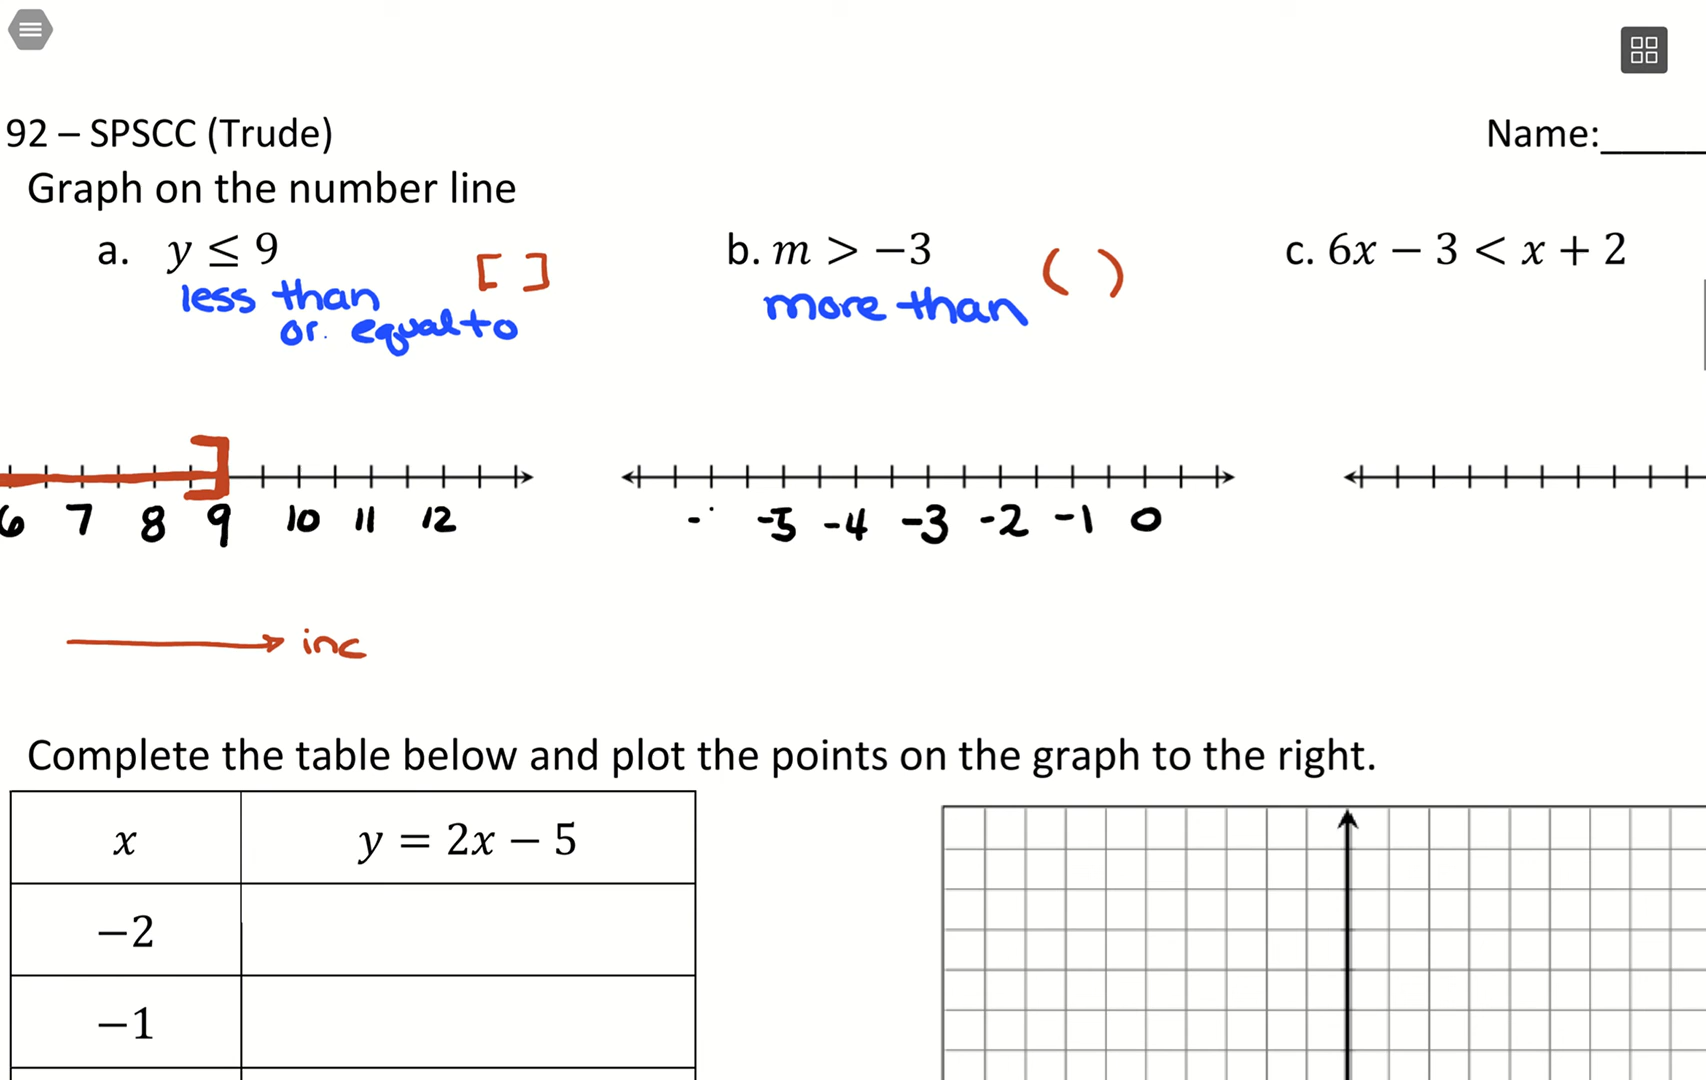 92 – SPSCC (Trude) Name:______
Graph on the number line
a. y ≤ 9 [ ] b. m > −3 ( ) c. 6x − 3 < x + 2
less than more than
or. equal to
6 7 8 9 10 11 12 -5 -4 -3 -2 -1 0
inc
Complete the table below and plot the points on the graph to the right.
x y = 2x − 5
−2
−1